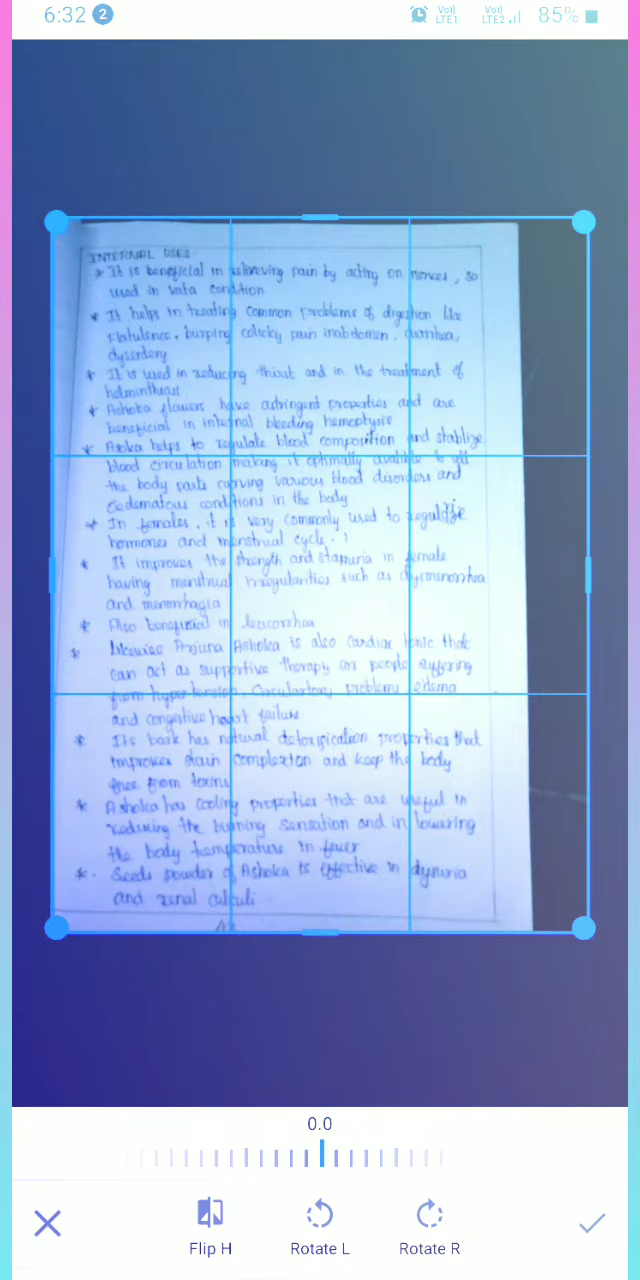 6:32 2 Vo) LTE1 Vo) LTE2 85%
INTERNAL USES
* It is beneficial in relieving pain by acting on nerves, so
used in vata condition
* It helps in treating common problems of digestion like
flatulence, burping colicky pain in abdomen, diarrhea,
dysentery
* It is used in reducing thirst and in the treatment of
helminthiasi
* Ashoka flowers have astringent properties and are
beneficial in internal bleeding hemoptysis
* Asoka helps to regulate blood composition and stablize
blood circulation making it optimally available to all
the body parts various blood disorders and
Oedematous conditions in the body
* In females, it is very commonly used to
hormones and menstrual cycle.
* It improves the strength and stamina in female
having menstrual irregularities such as dysmenorrhea
and menorrhagia
* Also beneficial in leucorrhea
* Likewise Arjuna Ashoka is also cardiac tonic that
can act as supportive therapy for people suffering
from hypertension, Circulartory problems edema
and congestive heart failure
* Its bark has natural detoxification properties that
improves complexion and keep the body
free from toxins
* Ashoka has cooling properties that are useful in
reducing the burning sensation and in lowering
the body temperature in fever
* Seeds powder of Ashoka is effective in dysuria
and renal calculi
0.0
Flip H Rotate L Rotate R